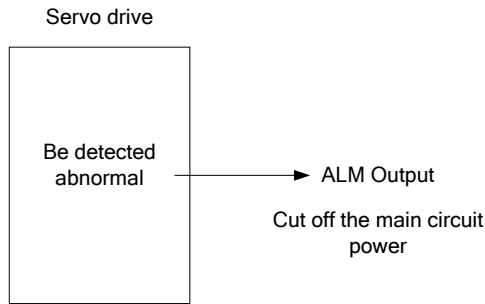 Servo drive
Be detected
abnormal
ALM Output
Cut off the main circuit
power